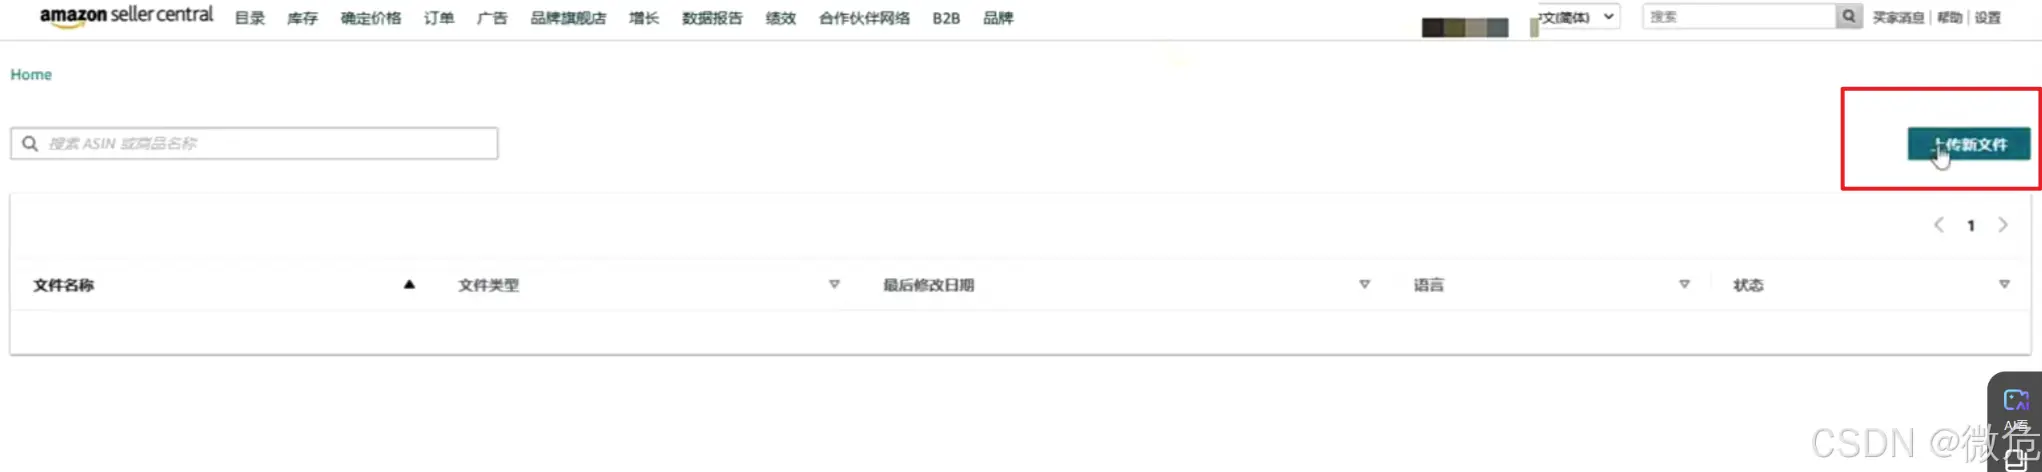 amazon seller central 目录 库存 确定价格 订单 广告 品牌旗舰店 增长 数据报告 绩效 合作伙伴网络 B2B 品牌 文(简体) 搜索 买家消息 | 帮助 | 设置
Home
搜索 ASIN 或商品名称
上传新文件
1
文件名称 文件类型 最后修改日期 语言 状态
AI看
CSDN @微